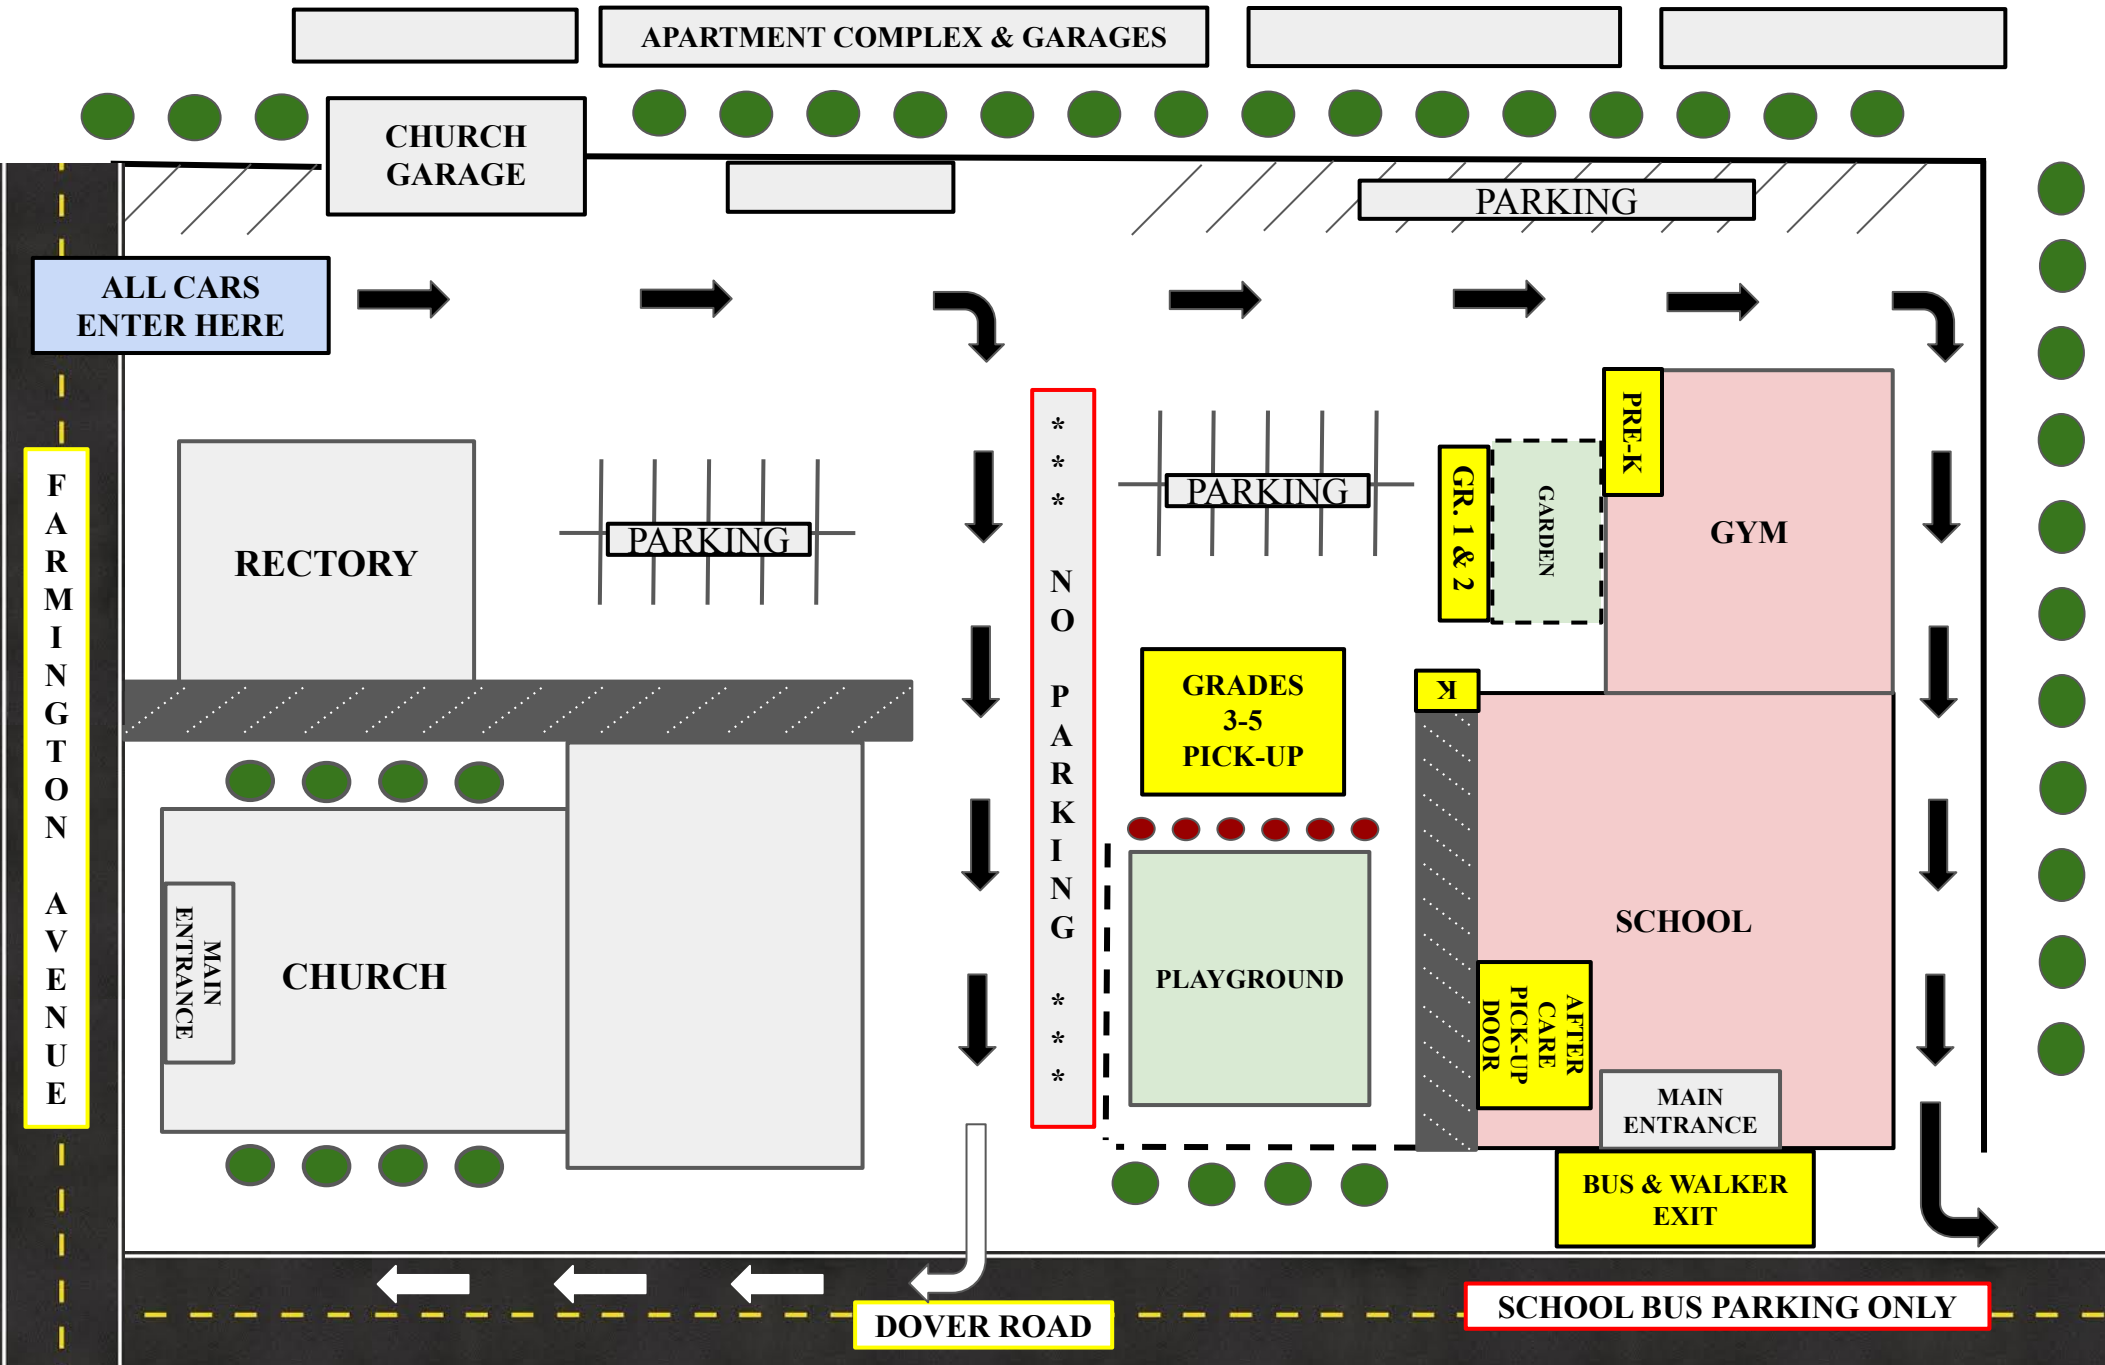 APARTMENT COMPLEX & GARAGES
CHURCH
GARAGE
PARKING
ALL CARS
ENTER HERE
FARMINGTON AVENUE
RECTORY
PARKING
*** NO PARKING ***
PARKING
GR. 1 & 2
GARDEN
PRE-K
GYM
GRADES
3-5
PICK-UP
K
SCHOOL
MAIN
ENTRANCE
CHURCH
PLAYGROUND
AFTER
CARE
PICK-UP
DOOR
MAIN
ENTRANCE
BUS & WALKER
EXIT
DOVER ROAD
SCHOOL BUS PARKING ONLY